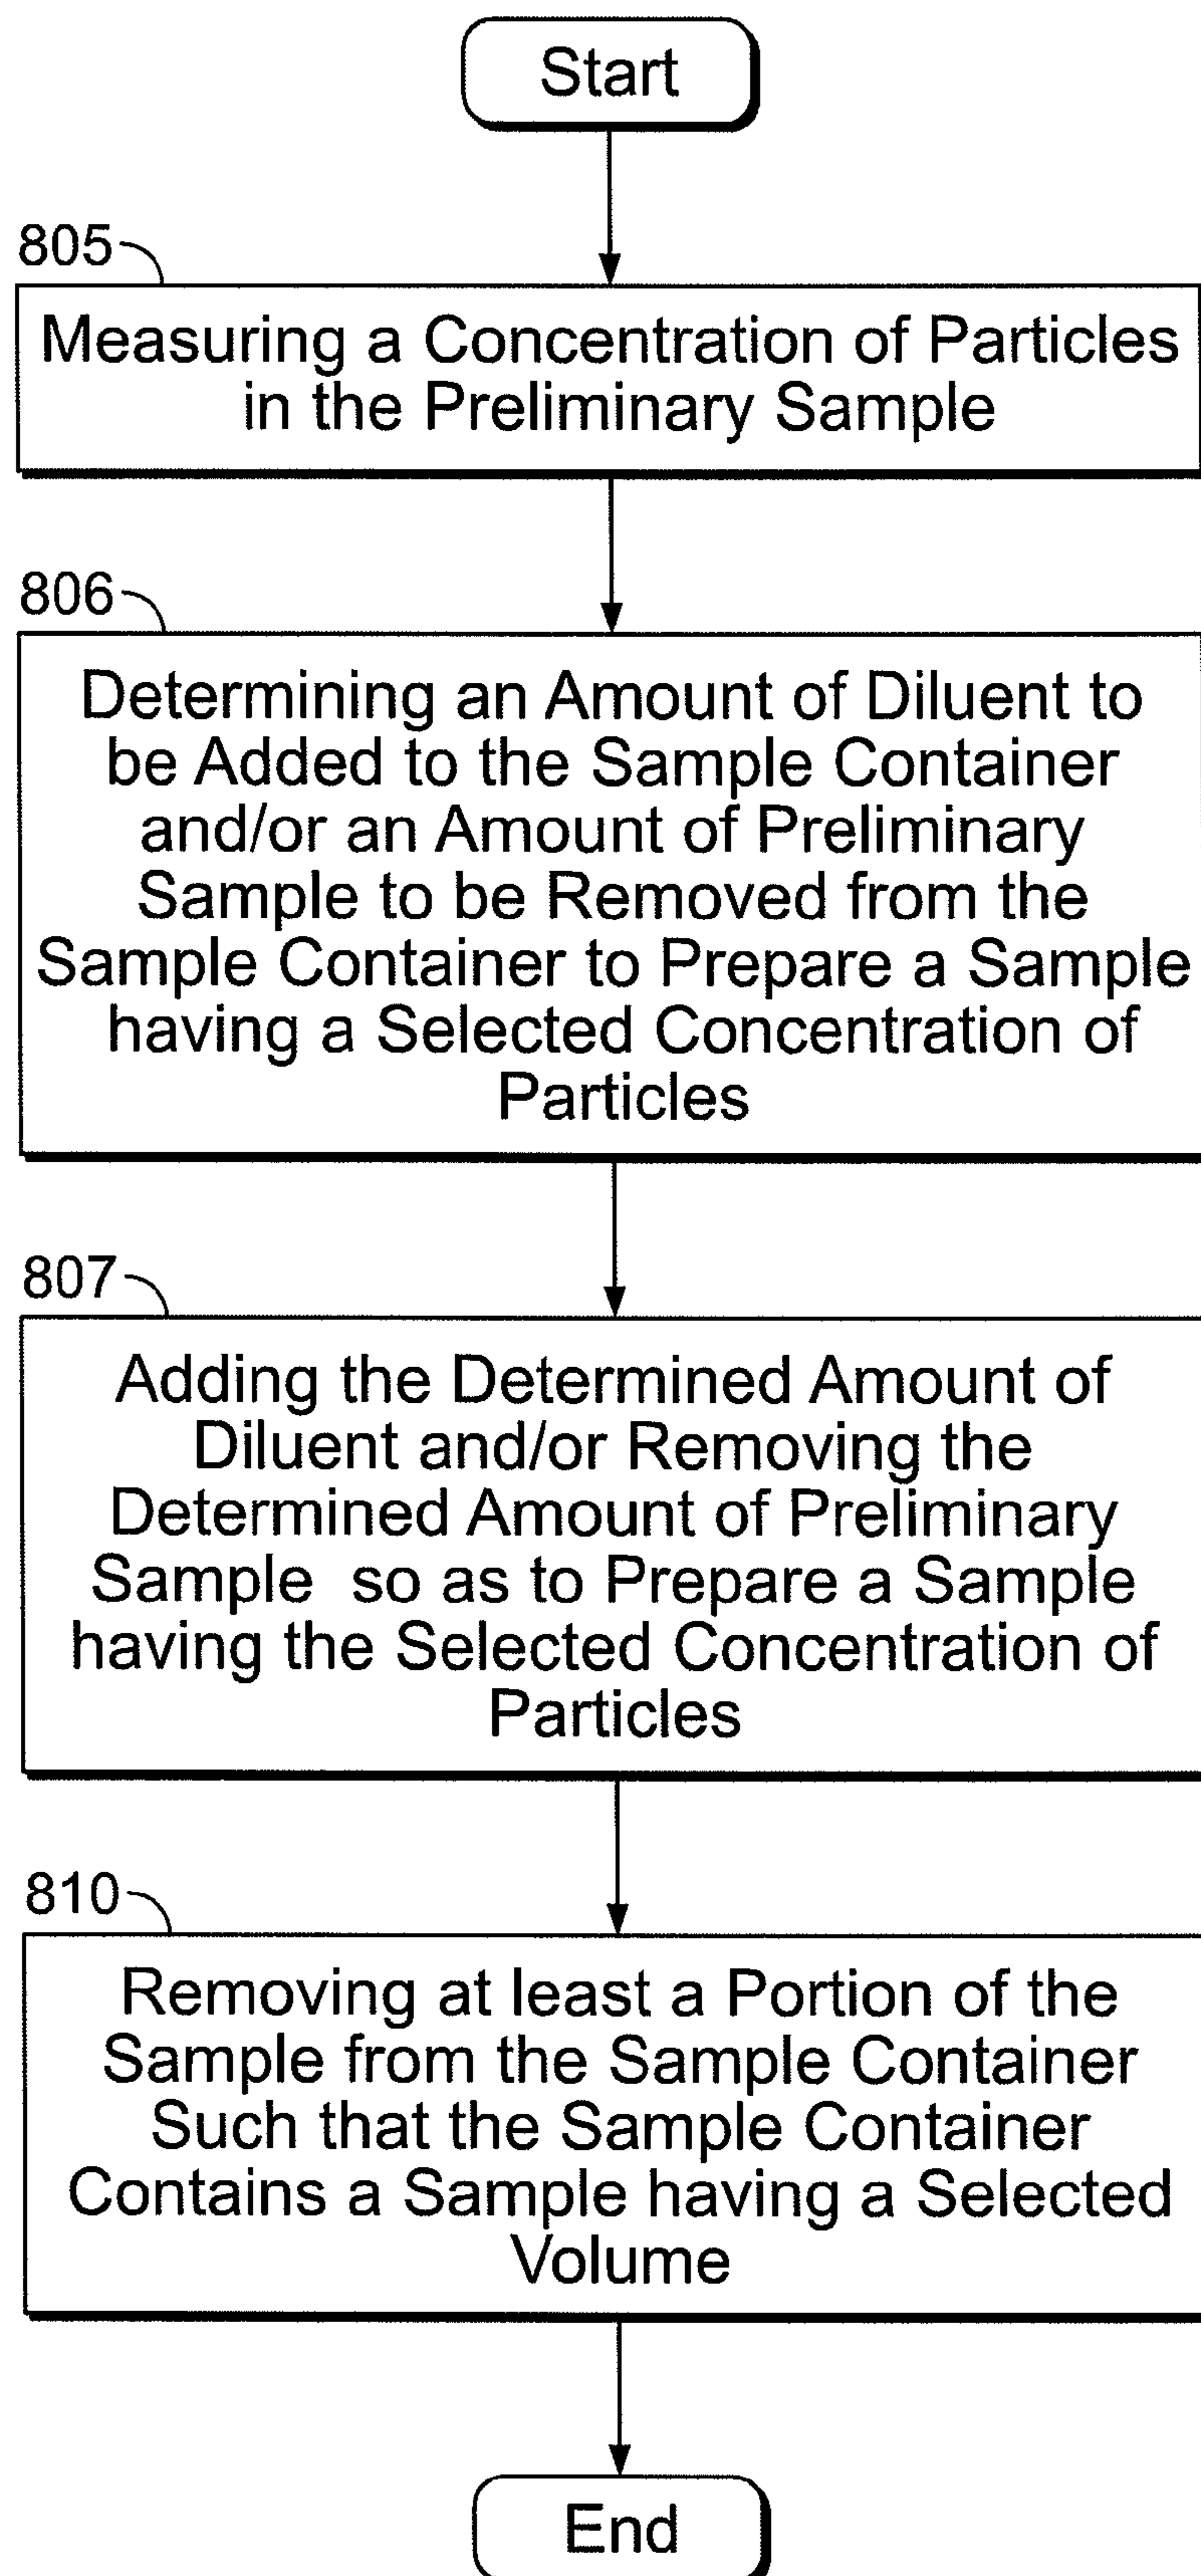 Start
805
Measuring a Concentration of Particles
in the Preliminary Sample
806
Determining an Amount of Diluent to
be Added to the Sample Container
and/or an Amount of Preliminary
Sample to be Removed from the
Sample Container to Prepare a Sample
having a Selected Concentration of
Particles
807
Adding the Determined Amount of
Diluent and/or Removing the
Determined Amount of Preliminary
Sample so as to Prepare a Sample
having the Selected Concentration of
Particles
810
Removing at least a Portion of the
Sample from the Sample Container
Such that the Sample Container
Contains a Sample having a Selected
Volume
End